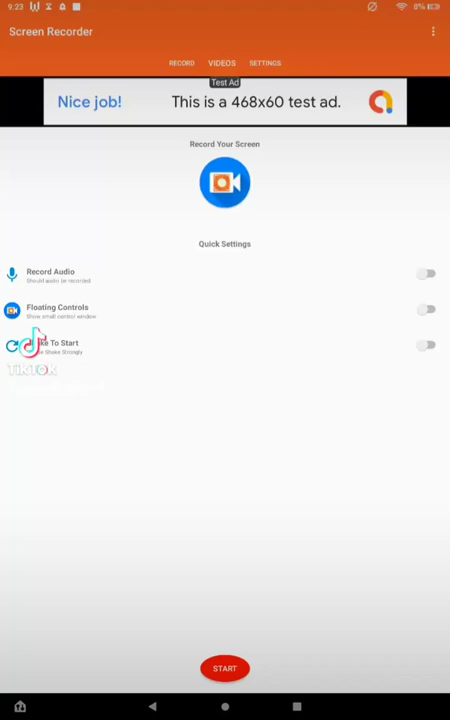 9:23
8%
Screen Recorder
RECORD VIDEOS SETTINGS
Test Ad
Nice job! This is a 468x60 test ad.
Record Your Screen
Quick Settings
Record Audio
Should audio be recorded
Floating Controls
Show small control window
To Start
Shake Strongly
TikTok
START